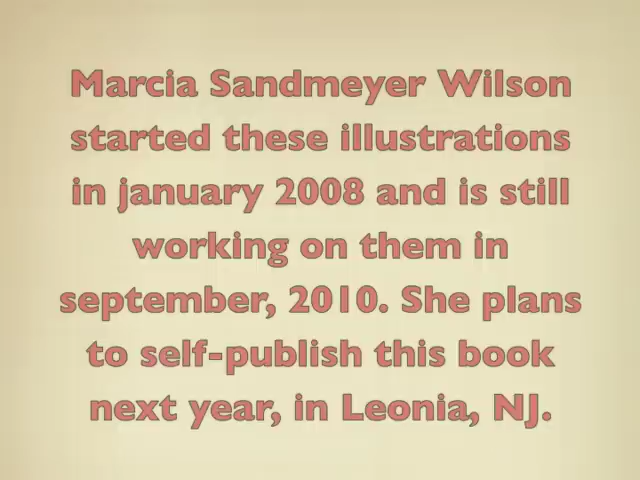 Marcia Sandmeyer Wilson
started these illustrations
in january 2008 and is still
working on them in
september, 2010. She plans
to self-publish this book
next year, in Leonia, NJ.